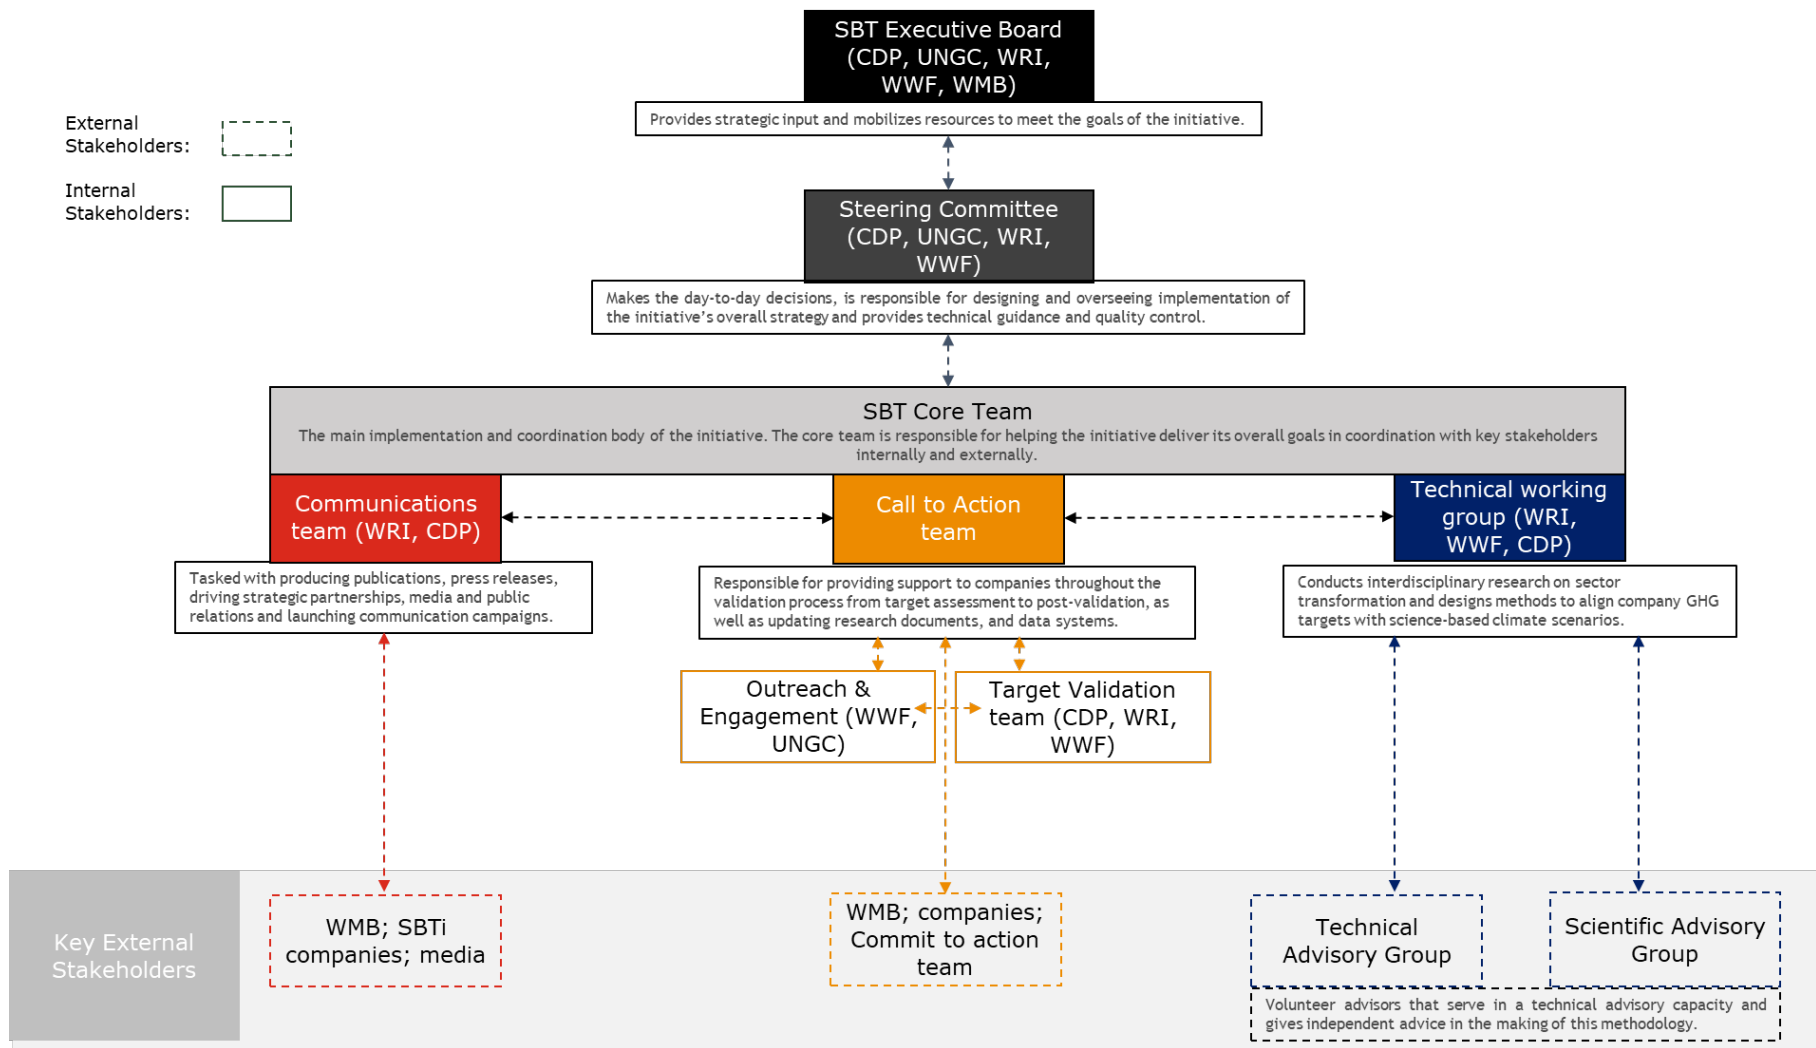 SBT Executive Board
(CDP, UNGC, WRI,
WWF, WMB)
Provides strategic input and mobilizes resources to meet the goals of the initiative.
External
Stakeholders:
Internal
Stakeholders:
Steering Committee
(CDP, UNGC, WRI,
WWF)
Makes the day-to-day decisions, is responsible for designing and overseeing implementation of
the initiative’s overall strategy and provides technical guidance and quality control.
SBT Core Team
The main implementation and coordination body of the initiative. The core team is responsible for helping the initiative deliver its overall goals in coordination with key stakeholders
internally and externally.
Communications
team (WRI, CDP)
Tasked with producing publications, press releases,
driving strategic partnerships, media and public
relations and launching communication campaigns.
Call to Action
team
Responsible for providing support to companies throughout the
validation process from target assessment to post-validation, as
well as updating research documents, and data systems.
Technical working
group (WRI,
WWF, CDP)
Conducts interdisciplinary research on sector
transformation and designs methods to align company GHG
targets with science-based climate scenarios.
Outreach &
Engagement (WWF,
UNGC)
Target Validation
team (CDP, WRI,
WWF)
Key External
Stakeholders
WMB; SBTi
companies; media
WMB; companies;
Commit to action
team
Technical
Advisory Group
Scientific Advisory
Group
Volunteer advisors that serve in a technical advisory capacity and
gives independent advice in the making of this methodology.